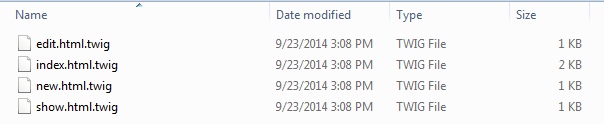 Name Date modified Type Size
edit.html.twig 9/23/2014 3:08 PM TWIG File 1 KB
index.html.twig 9/23/2014 3:08 PM TWIG File 2 KB
new.html.twig 9/23/2014 3:08 PM TWIG File 1 KB
show.html.twig 9/23/2014 3:08 PM TWIG File 1 KB